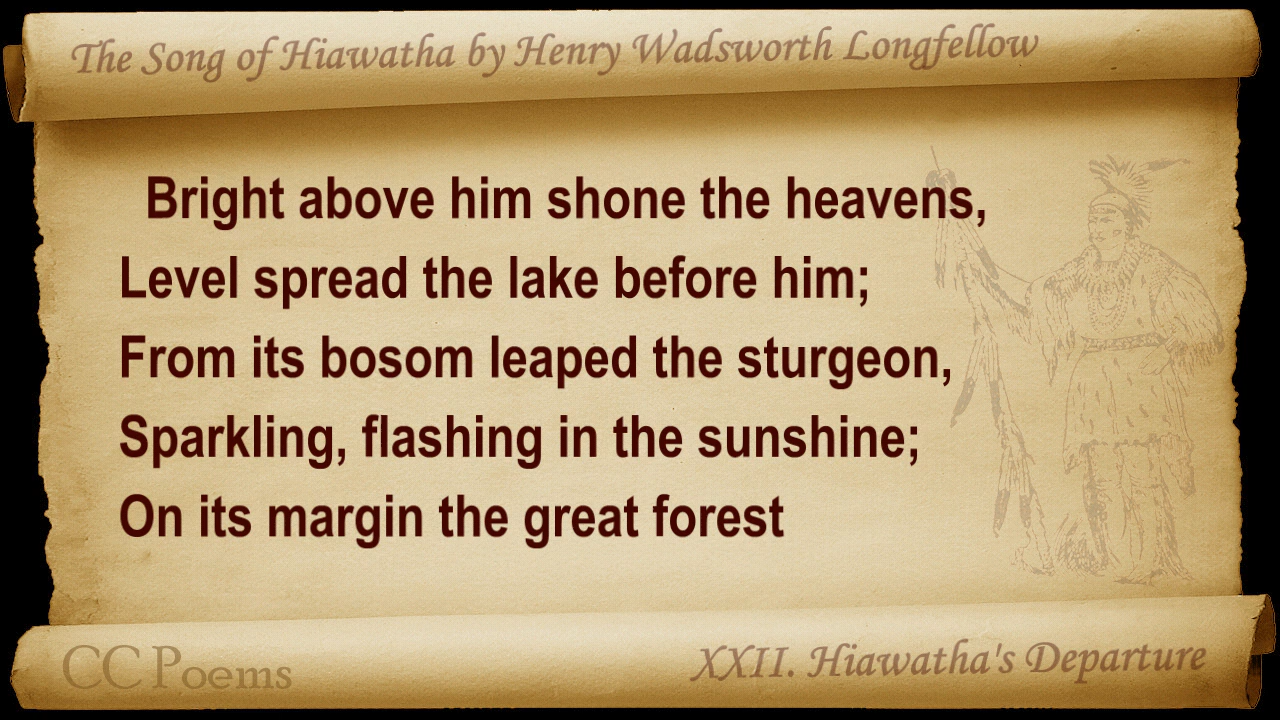 The Song of Hiawatha by Henry Wadsworth Longfellow
Bright above him shone the heavens,
Level spread the lake before him;
From its bosom leaped the sturgeon,
Sparkling, flashing in the sunshine;
On its margin the great forest
CC Poems
XXII. Hiawatha's Departure